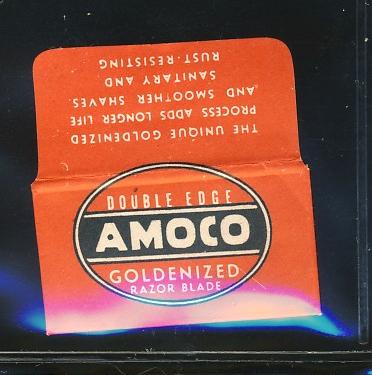 THE UNIQUE GOLDENIZED
PROCESS ADDS LONGER LIFE
AND SMOOTHER SHAVES.
SANITARY AND
RUST-RESISTING
DOUBLE EDGE
AMOCO
GOLDENIZED
RAZOR BLADE